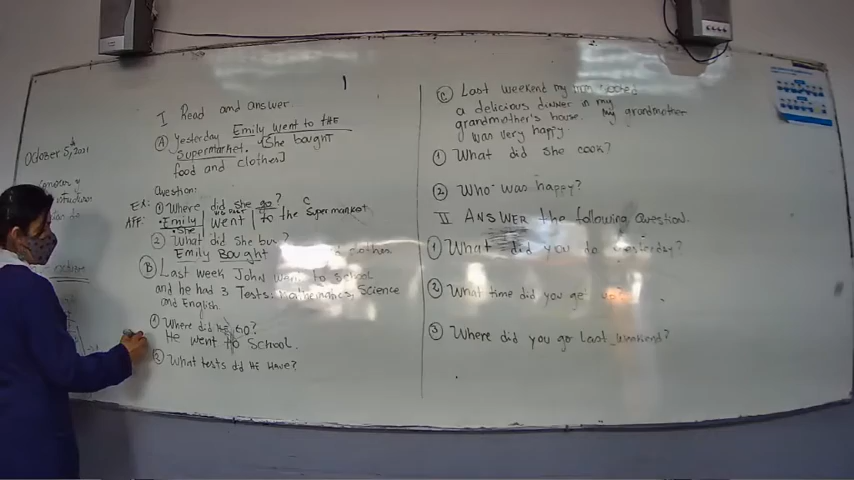 October 5th, 2021
I Read and answer
A Yesterday Emily went to the
supermarket. She bought
food and clothes
Question:
EX: 1 Where did she go?
AFF: Emily went to the supermarket
She
2 What did she buy?
Emily Bought clothes
B Last week John went to school
and he had 3 Tests: Mathematics, Science
and English.
1 Where did he go?
He went to School.
2 What tests did He Have?
C Last weekend my mom cooked
a delicious dinner in my
grandmother's house. My grandmother
was very happy.
1 What did she cook?
2 Who was happy?
II Answer the following question.
1 What did you do yesterday?
2 What time did you get up?
3 Where did you go Last weekend?